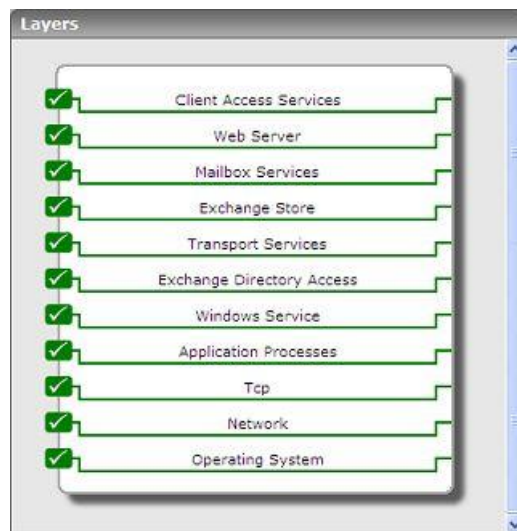 Layers
Client Access Services
Web Server
Mailbox Services
Exchange Store
Transport Services
Exchange Directory Access
Windows Service
Application Processes
Tcp
Network
Operating System